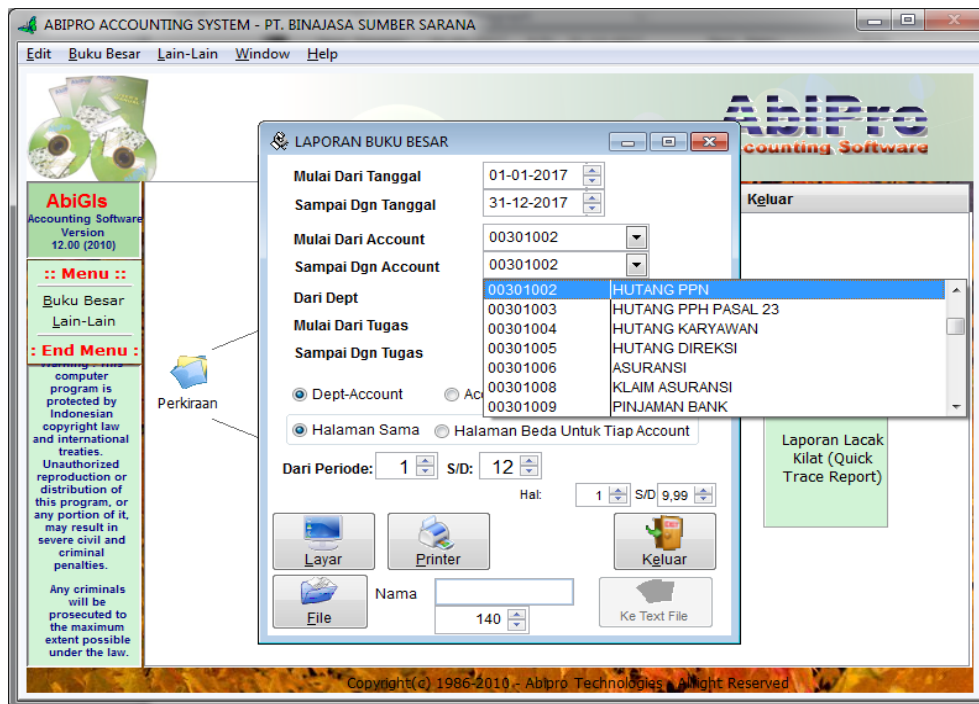 ABIPRO ACCOUNTING SYSTEM - PT. BINAJASA SUMBER SARANA
Edit Buku Besar Lain-Lain Window Help
AbiPro
counting Software
AbiGls
Accounting Software
Version
12.00 (2010)
:: Menu ::
Buku Besar
Lain-Lain
: End Menu :
Warning : This
computer
program is
protected by
Indonesian
copyright law
and international
treaties.
Unauthorized
reproduction or
distribution of
this program, or
any portion of it,
may result in
severe civil and
criminal
penalties.
Any criminals
will be
prosecuted to
the maximum
extent possible
under the law.
Perkiraan
LAPORAN BUKU BESAR
Mulai Dari Tanggal 01-01-2017
Sampai Dgn Tanggal 31-12-2017
Mulai Dari Account 00301002
Sampai Dgn Account 00301002
Dari Dept
Mulai Dari Tugas
Sampai Dgn Tugas
00301002 HUTANG PPN
00301003 HUTANG PPH PASAL 23
00301004 HUTANG KARYAWAN
00301005 HUTANG DIREKSI
00301006 ASURANSI
00301008 KLAIM ASURANSI
00301009 PINJAMAN BANK
Dept-Account Ac
Halaman Sama Halaman Beda Untuk Tiap Account
Dari Periode: 1 S/D: 12
Hal: 1 S/D 9,99
Layar Printer Keluar
File Nama 140 Ke Text File
Keluar
Laporan Lacak
Kilat (Quick
Trace Report)
Copyright(c) 1986-2010 - Abipro Technologies - Allright Reserved